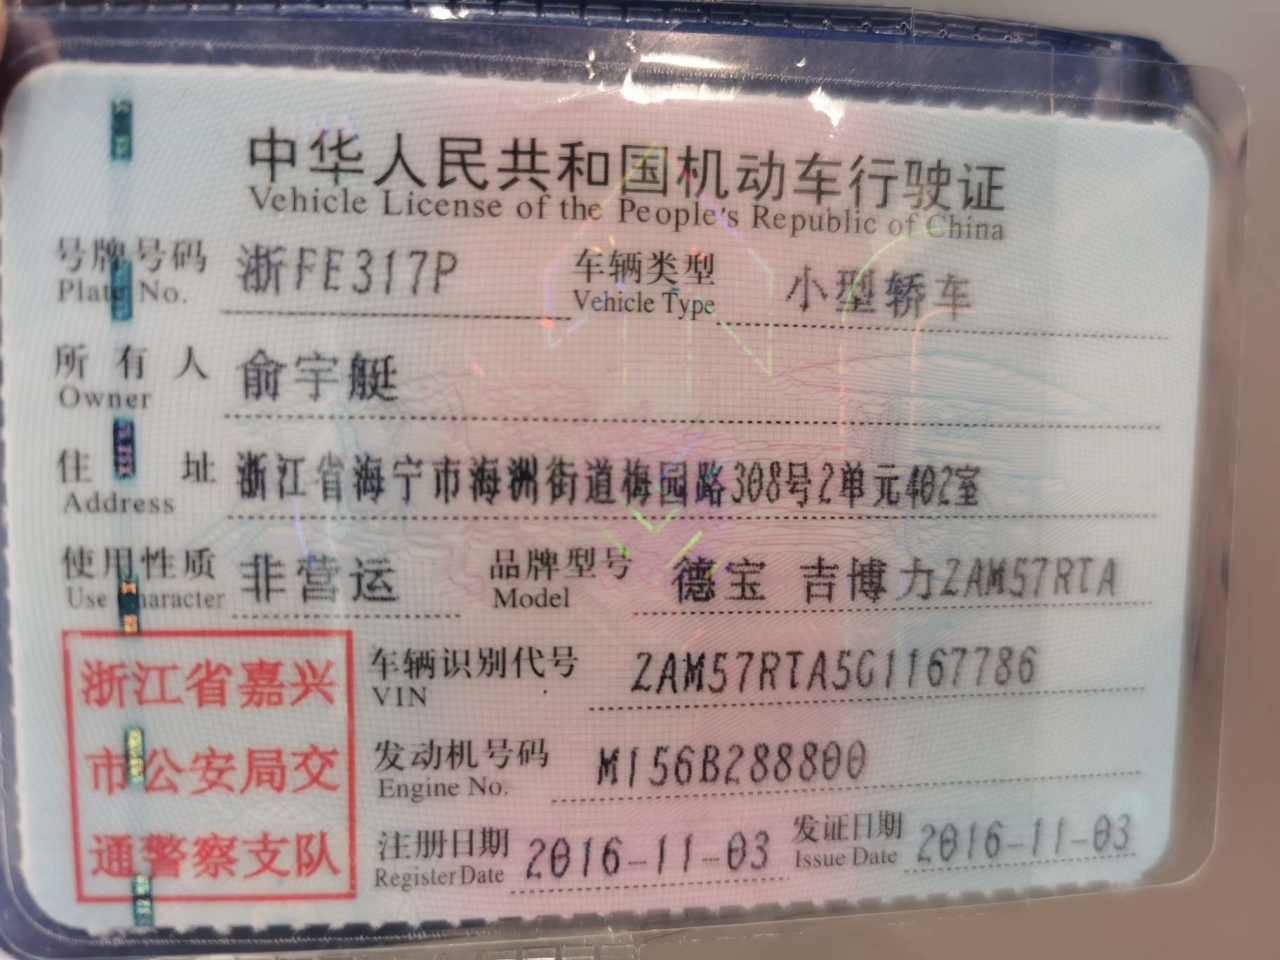 中华人民共和国机动车行驶证
Vehicle License of the People's Republic of China
号牌号码 浙FE317P 车辆类型 小型轿车
Plate No. Vehicle Type
所有人 俞宇艇
Owner
住址 浙江省海宁市海洲街道梅园路308号2单元402室
Address
使用性质 非营运 品牌型号 德宝 吉博力ZAM57RTA
Use Character Model
浙江省嘉兴
市公安局交
通警察支队
车辆识别代号 ZAM57RTA5G1167786
VIN
发动机号码 M156B288800
Engine No.
注册日期 2016-11-03 发证日期 2016-11-03
Register Date Issue Date